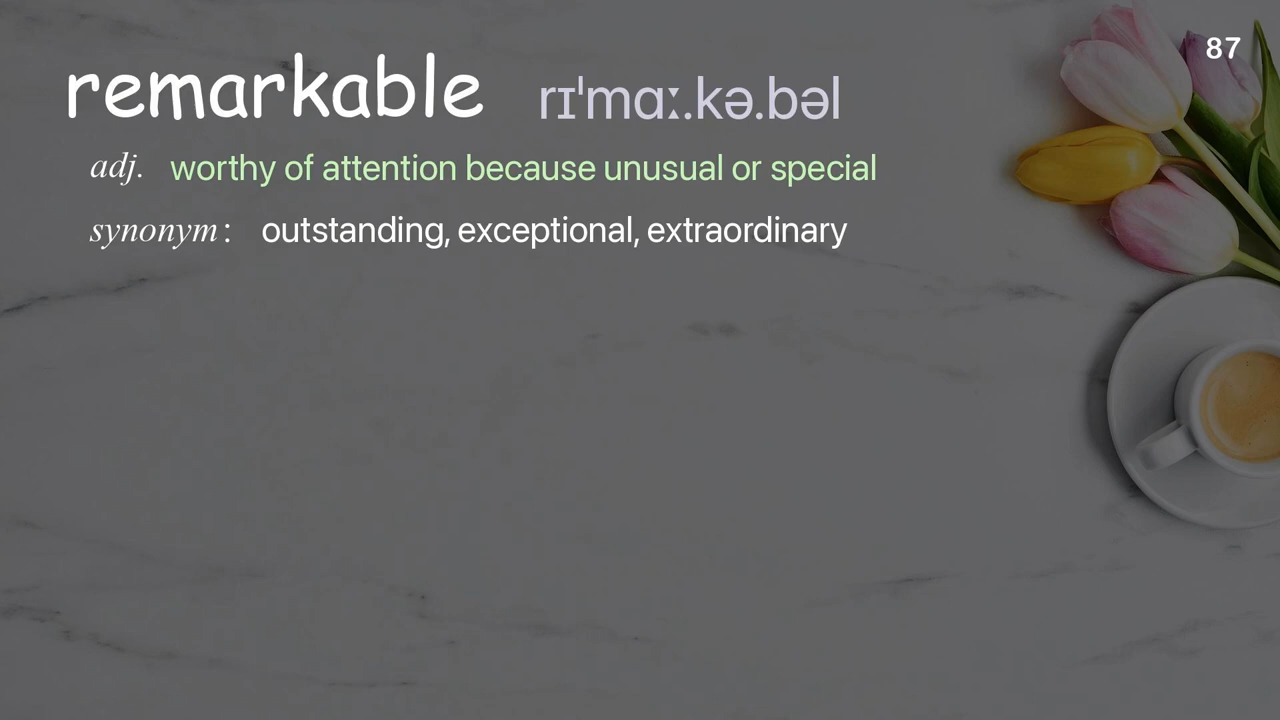 87
remarkable rɪˈmɑː.kə.bəl
adj. worthy of attention because unusual or special
synonym: outstanding, exceptional, extraordinary